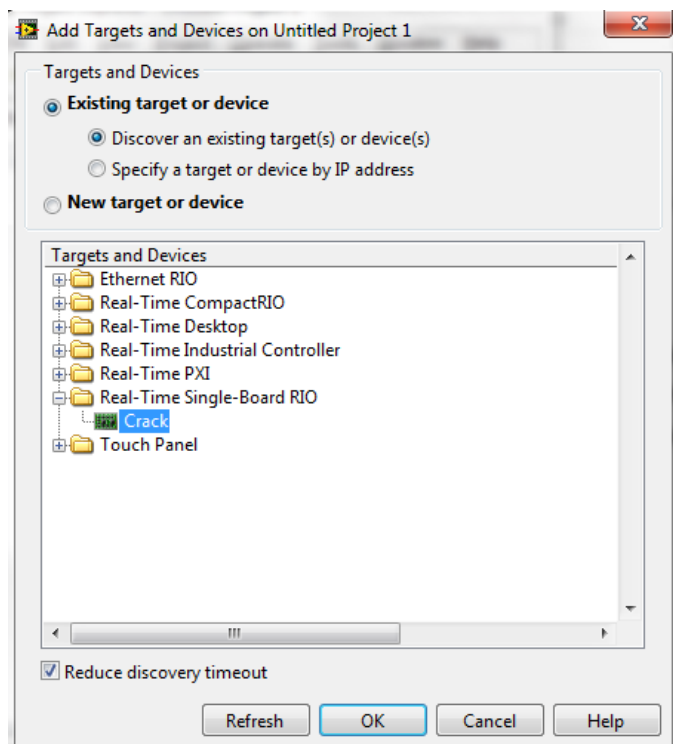 Add Targets and Devices on Untitled Project 1
Targets and Devices
Existing target or device
Discover an existing target(s) or device(s)
Specify a target or device by IP address
New target or device
Targets and Devices
Ethernet RIO
Real-Time CompactRIO
Real-Time Desktop
Real-Time Industrial Controller
Real-Time PXI
Real-Time Single-Board RIO
Crack
Touch Panel
Reduce discovery timeout
Refresh OK Cancel Help